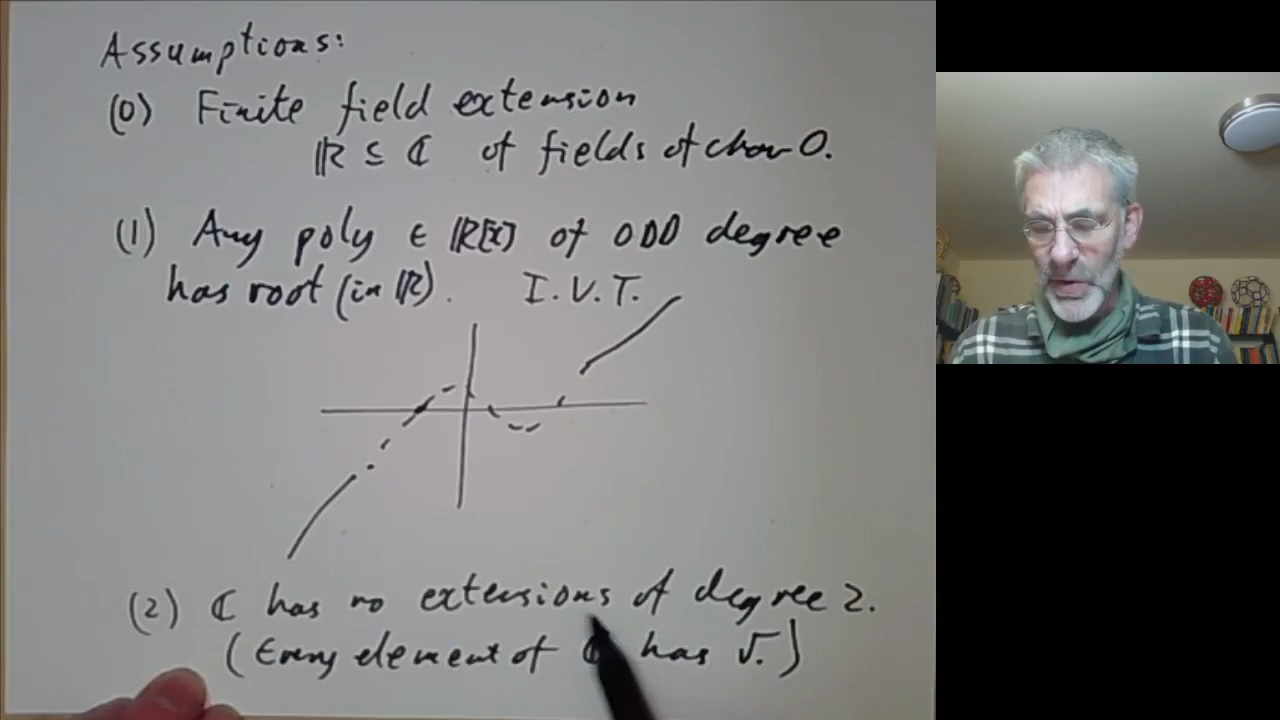 Assumptions:
(0) Finite field extension
ℝ ⊆ ℂ of fields of char 0.
(1) Any poly ∈ ℝ[x] of ODD degree
has root (in ℝ). I.V.T.
(2) ℂ has no extensions of degree 2.
(Every element of ℂ has √.)